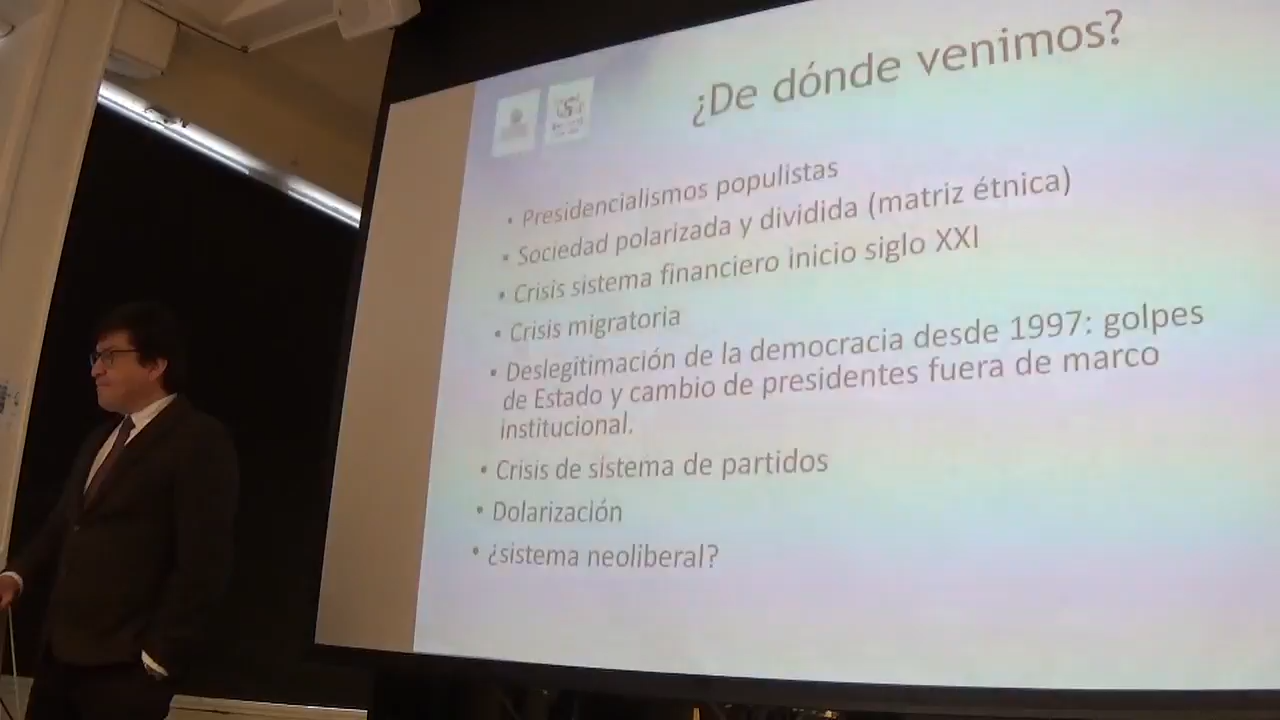 ¿De dónde venimos?
• Presidencialismos populistas
• Sociedad polarizada y dividida (matriz étnica)
• Crisis sistema financiero inicio siglo XXI
• Crisis migratoria
• Deslegitimación de la democracia desde 1997: golpes
de Estado y cambio de presidentes fuera de marco
institucional.
• Crisis de sistema de partidos
• Dolarización
• ¿sistema neoliberal?